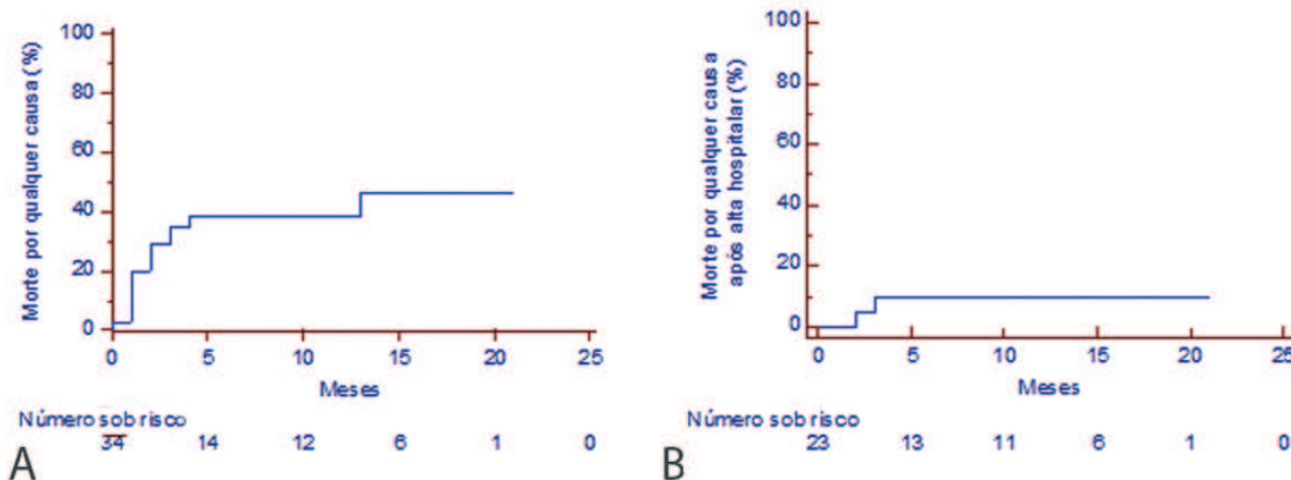 Morte por qualquer causa (%)
100
80
60
40
20
0
0 5 10 15 20 25
Meses
Número sob risco
34 14 12 6 1 0
A
Morte por qualquer causa
após alta hospitalar (%)
100
80
60
40
20
0
0 5 10 15 20 25
Meses
Número sob risco
23 13 11 6 1 0
B